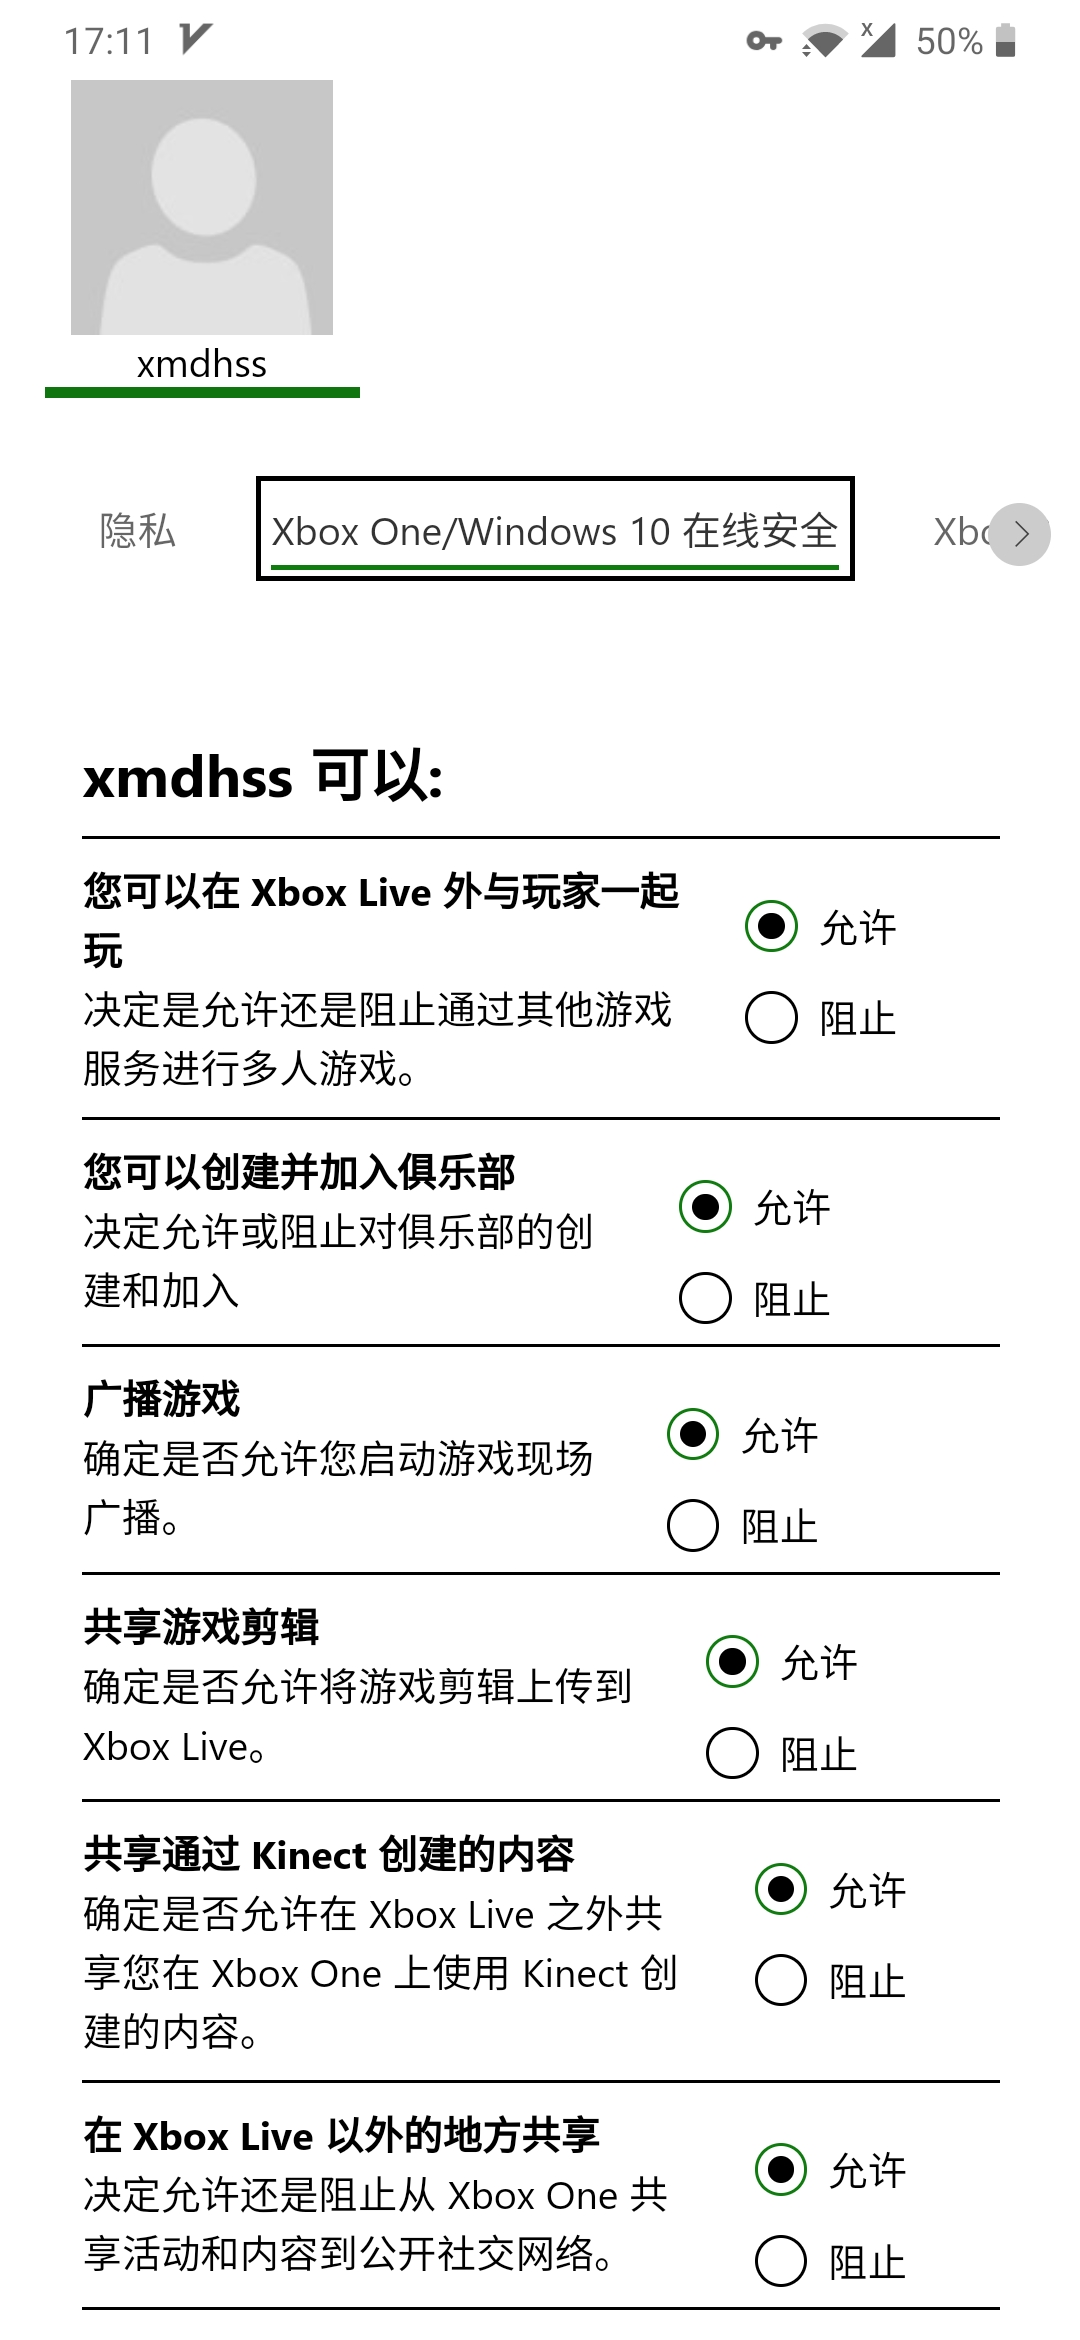 17:11
50%
xmdhss
隐私
Xbox One/Windows 10 在线安全
Xbo
xmdhss 可以:
您可以在 Xbox Live 外与玩家一起
玩
决定是允许还是阻止通过其他游戏
服务进行多人游戏。
允许
阻止
您可以创建并加入俱乐部
决定允许或阻止对俱乐部的创
建和加入
允许
阻止
广播游戏
确定是否允许您启动游戏现场
广播。
允许
阻止
共享游戏剪辑
确定是否允许将游戏剪辑上传到
Xbox Live。
允许
阻止
共享通过 Kinect 创建的内容
确定是否允许在 Xbox Live 之外共
享您在 Xbox One 上使用 Kinect 创
建的内容。
允许
阻止
在 Xbox Live 以外的地方共享
决定允许还是阻止从 Xbox One 共
享活动和内容到公开社交网络。
允许
阻止